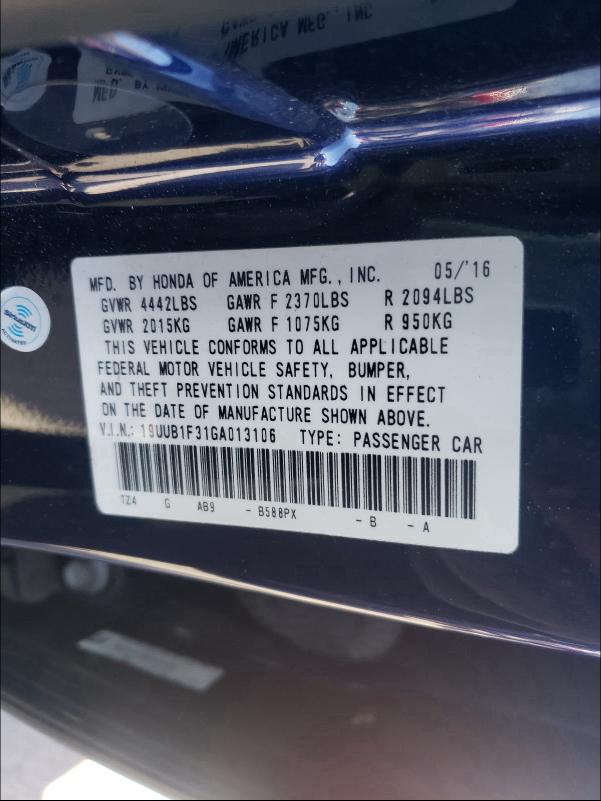 MFD. BY HONDA OF AMERICA MFG., INC. 05/'16
GVWR 4442LBS GAWR F 2370LBS R 2094LBS
GVWR 2015KG GAWR F 1075KG R 950KG
THIS VEHICLE CONFORMS TO ALL APPLICABLE
FEDERAL MOTOR VEHICLE SAFETY, BUMPER,
AND THEFT PREVENTION STANDARDS IN EFFECT
ON THE DATE OF MANUFACTURE SHOWN ABOVE.
V.I.N.: 19UUB1F31GA013106 TYPE: PASSENGER CAR
TZ4 G AB9 - B588PX - B - A
SiriusXM
ACTIVATED